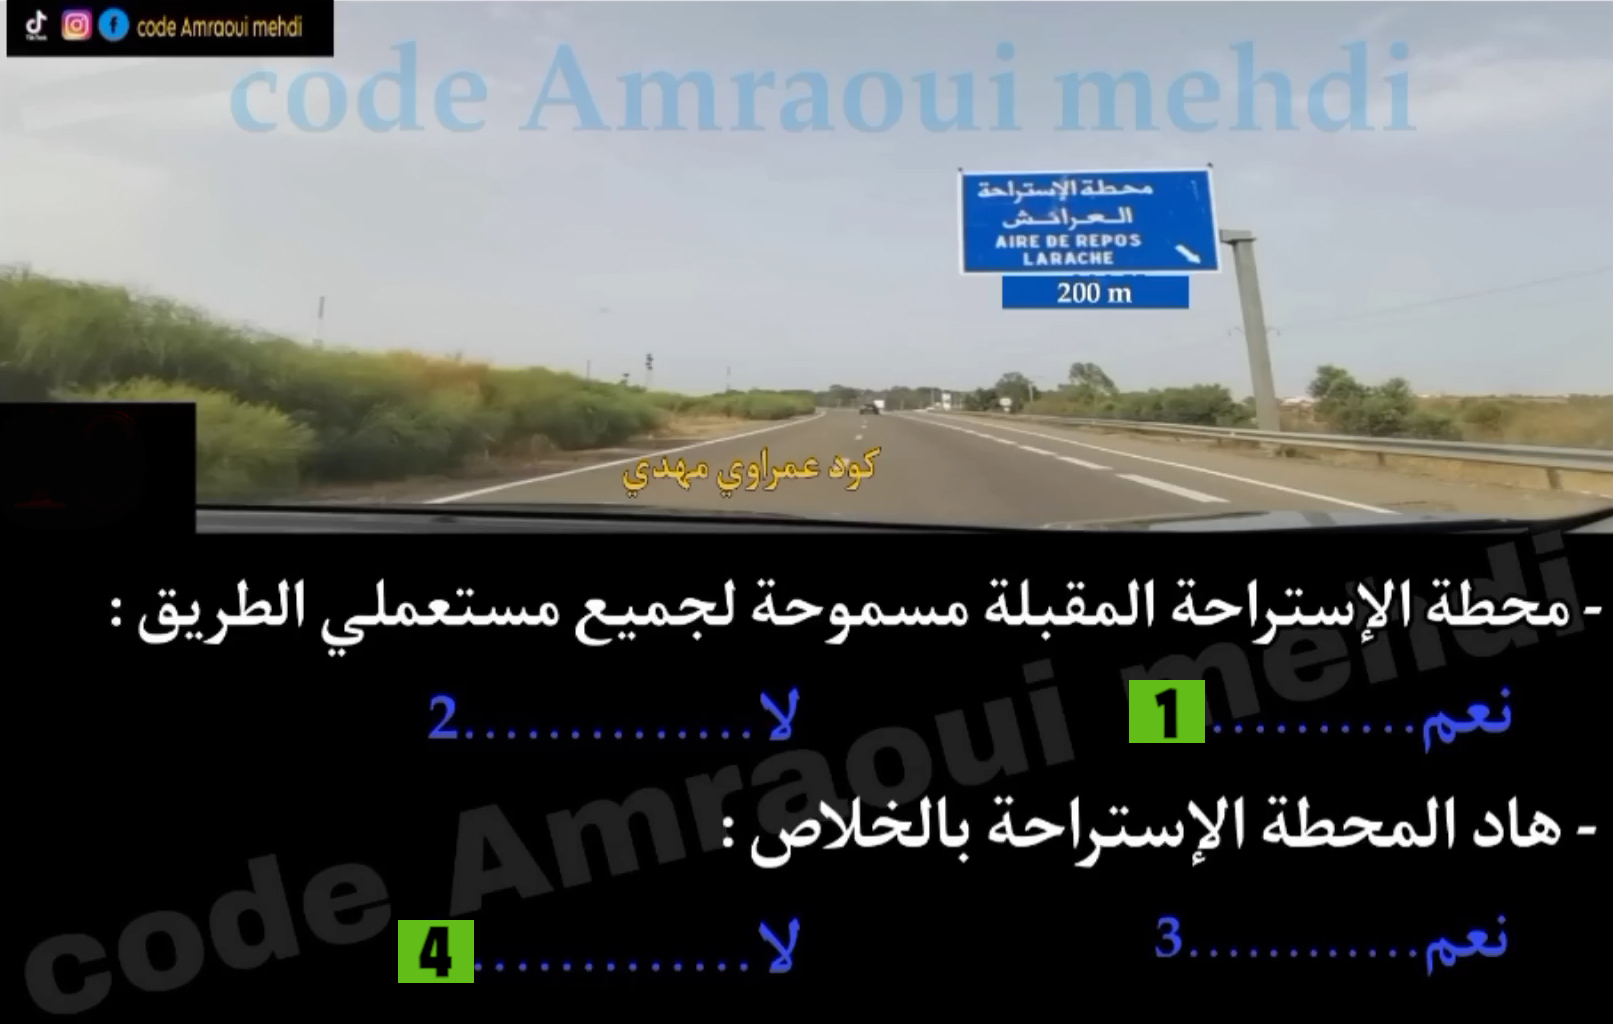 code Amraoui mehdi
code Amraoui mehdi
محطة الإستراحة
العرائش
AIRE DE REPOS
LARACHE
200 m
كود عمراوي مهدي
- محطة الإستراحة المقبلة مسموحة لجميع مستعملي الطريق :
نعم..........1 لا.............2
- هاد المحطة الإستراحة بالخلاص :
نعم...........3 لا.............4
code Amraoui mehdi